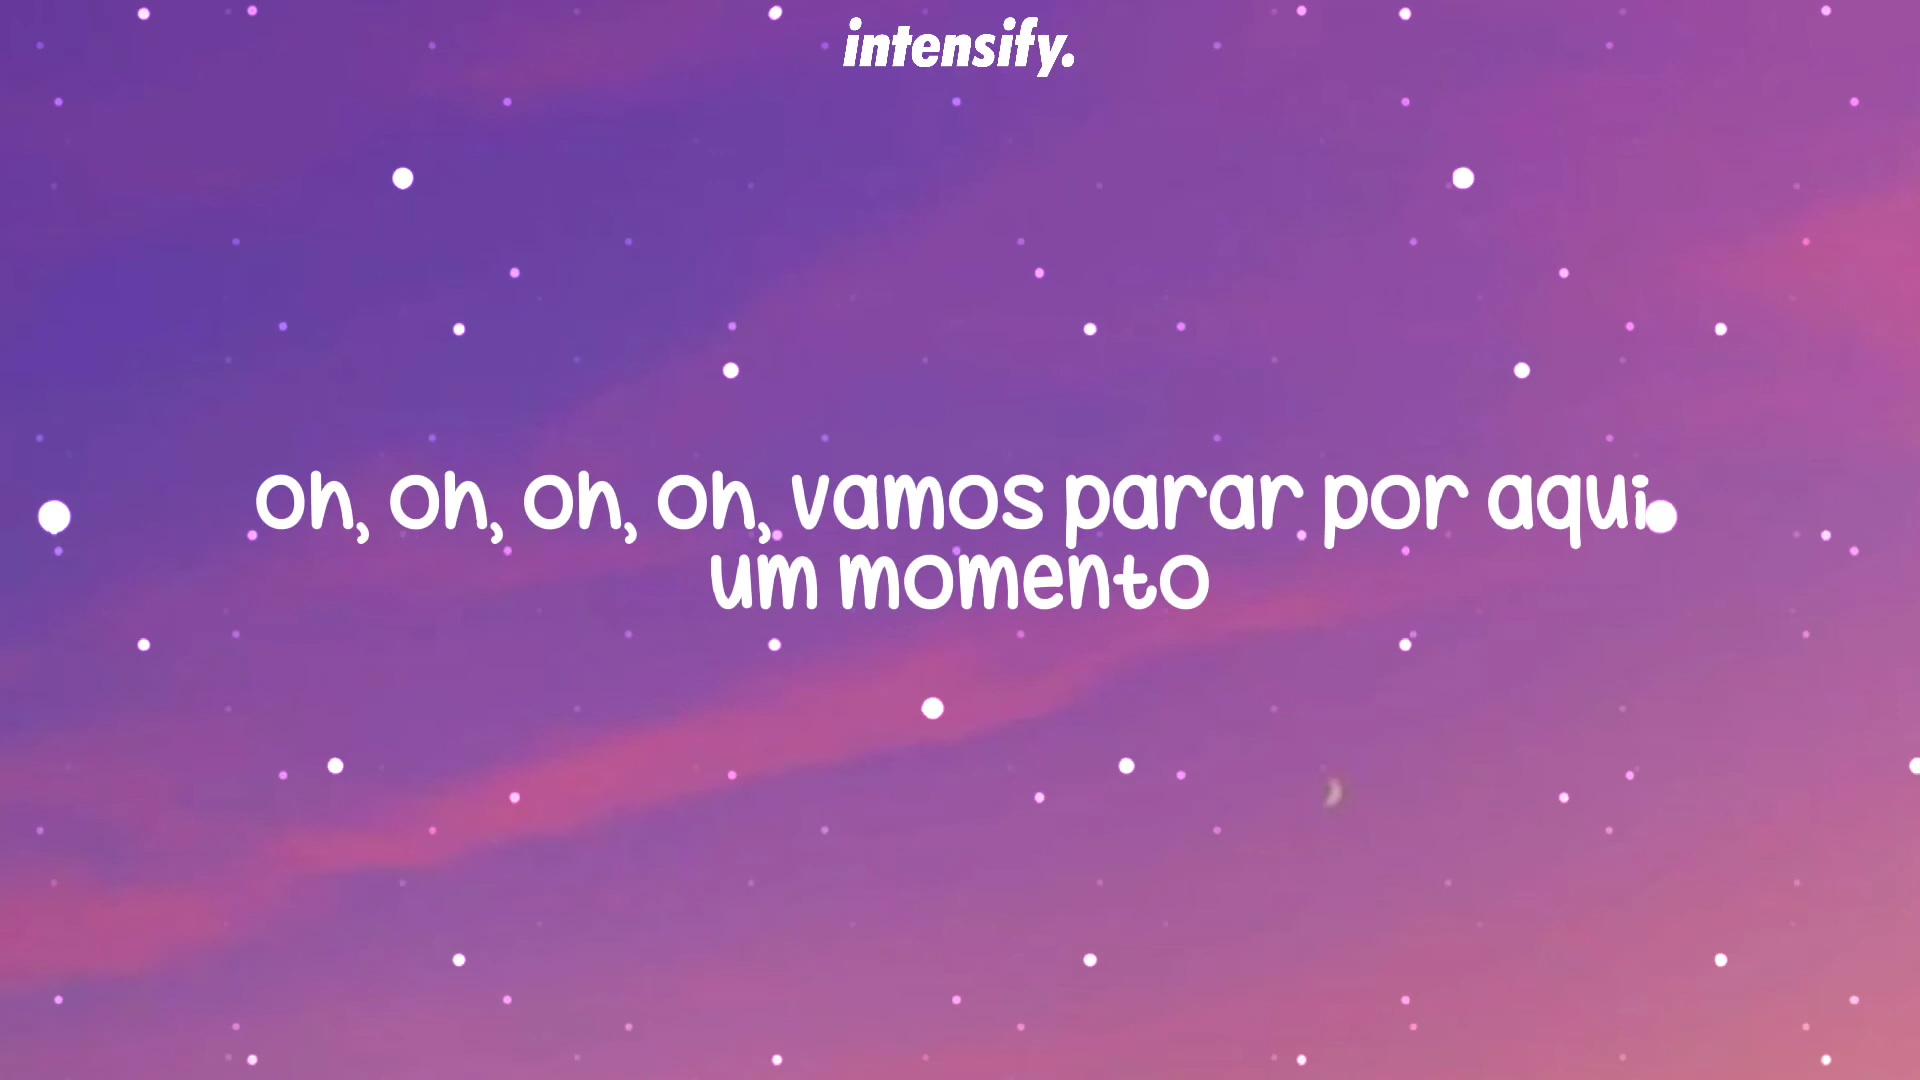 intensify.
oh, oh, oh, oh, vamos parar por aqui
um momento